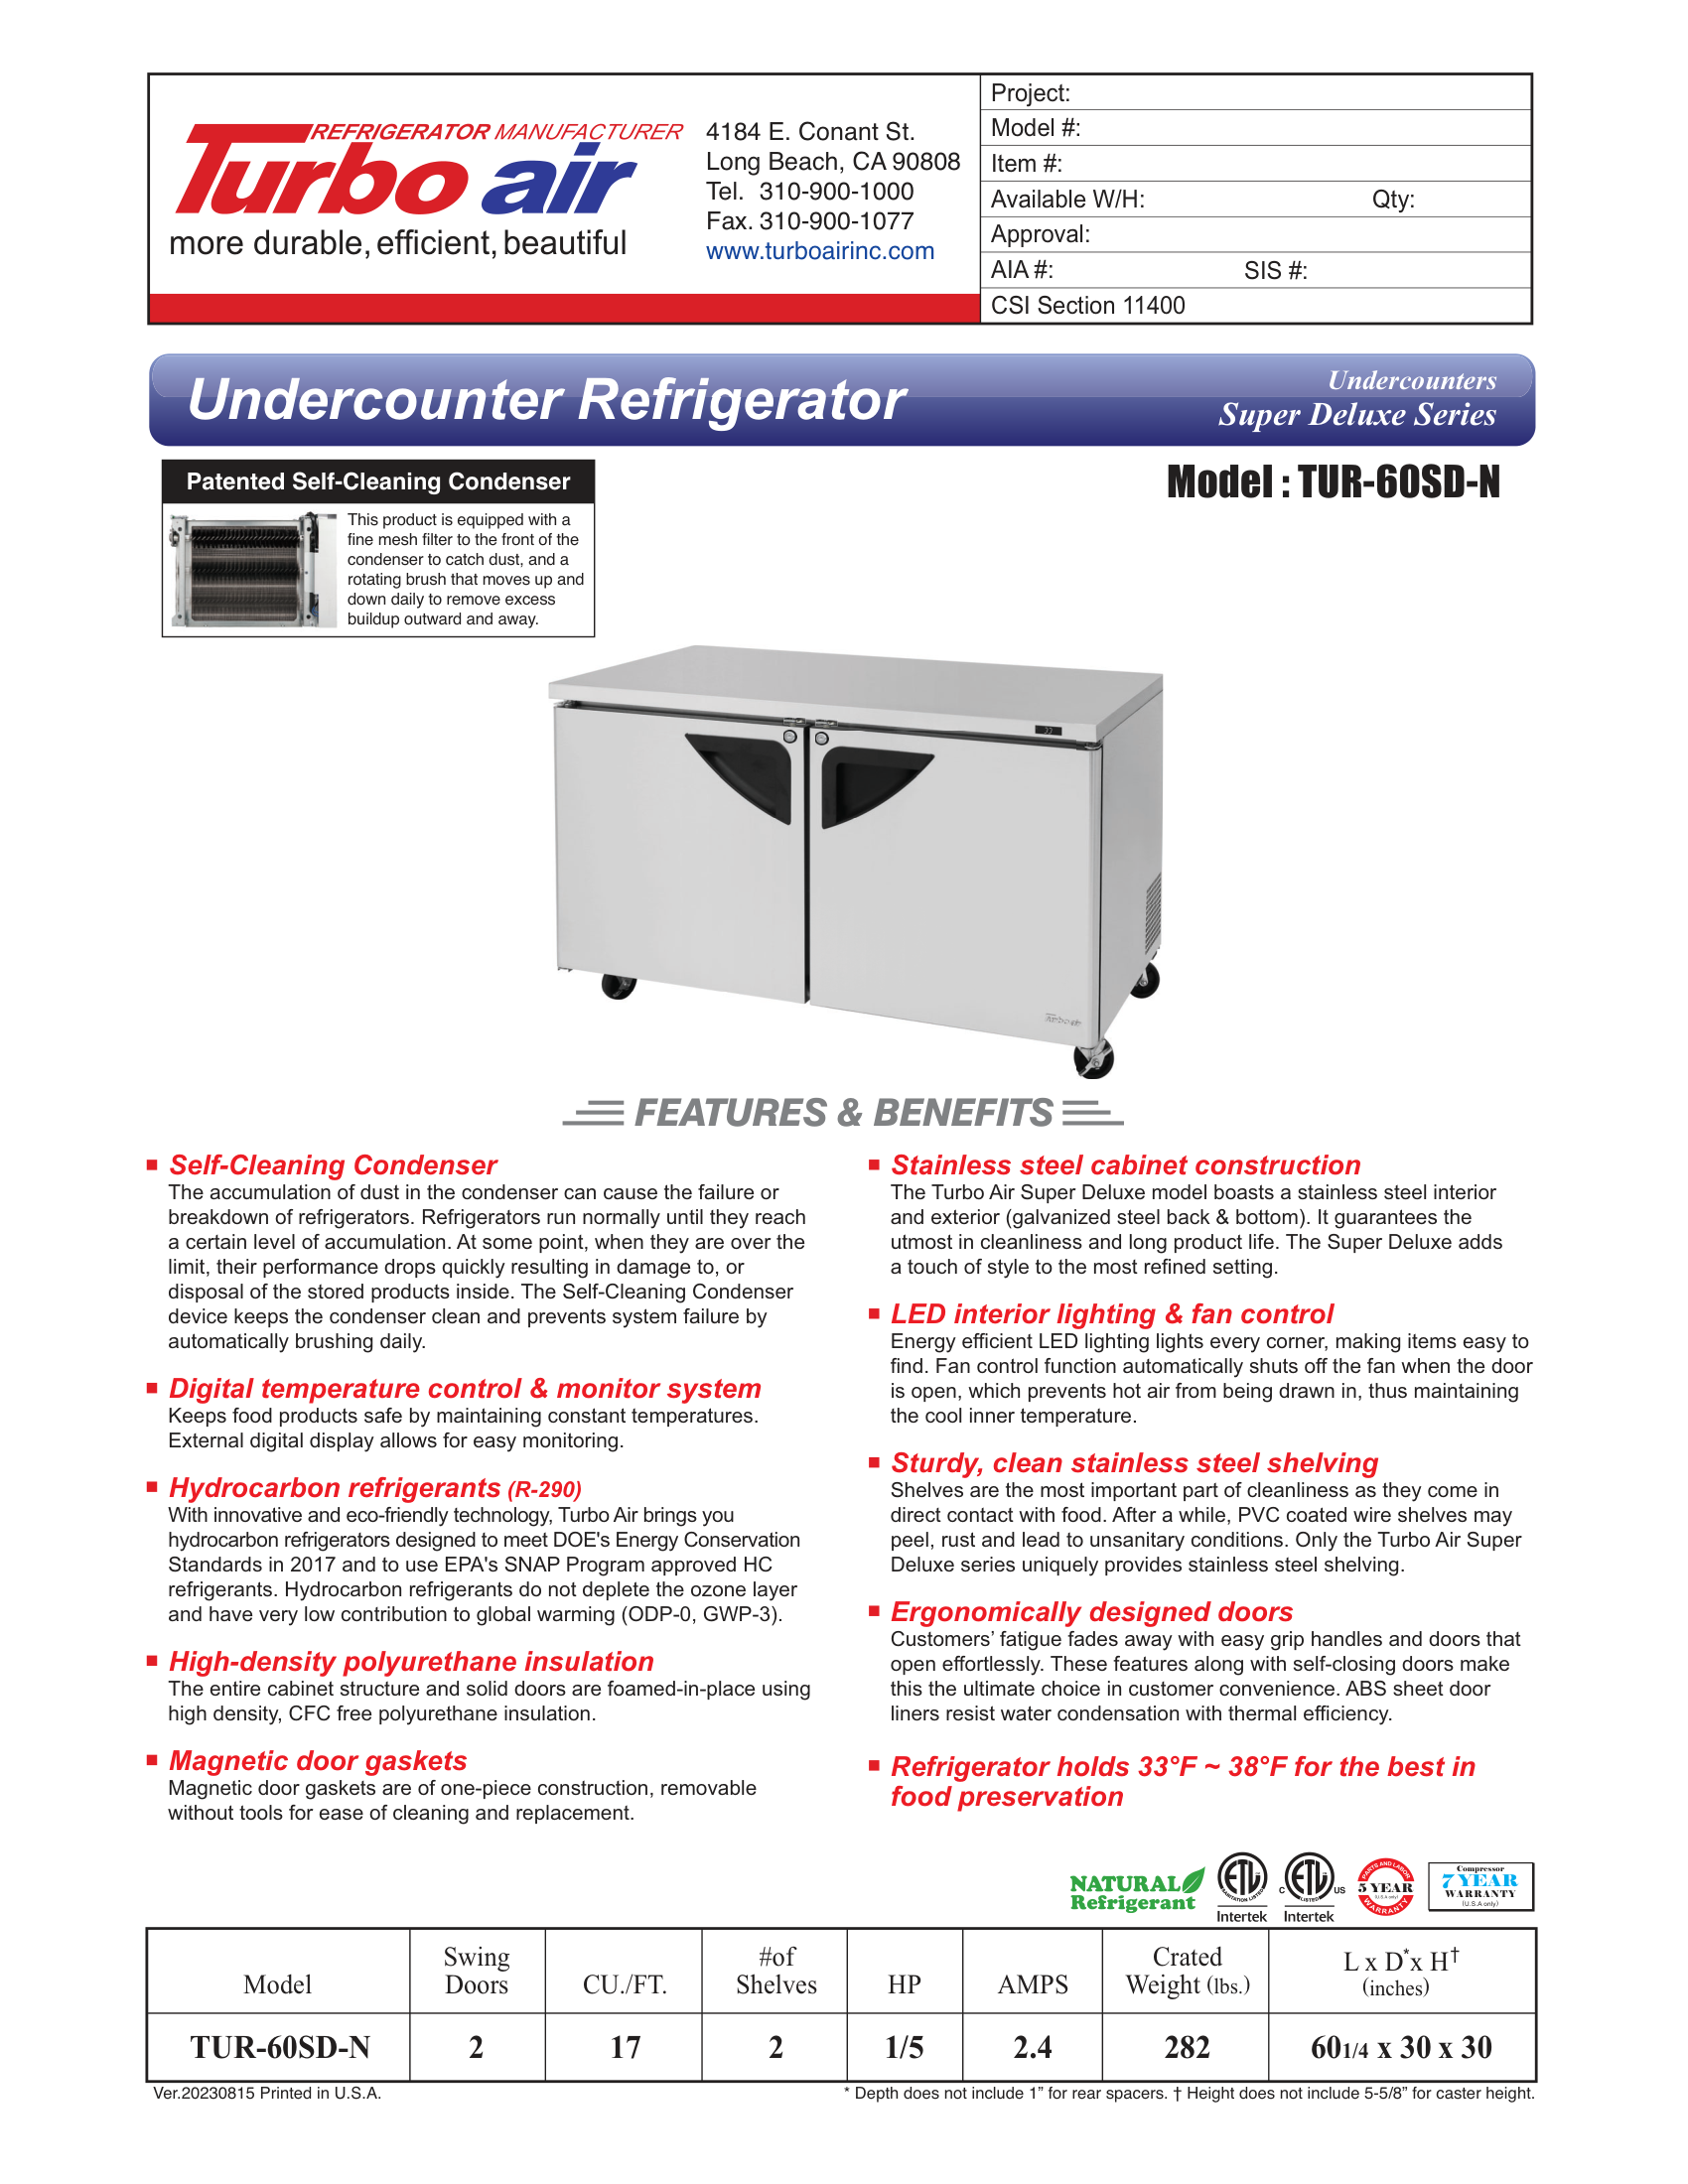 REFRIGERATOR MANUFACTURER
Turbo air
more durable, efficient, beautiful
4184 E. Conant St.
Long Beach, CA 90808
Tel. 310-900-1000
Fax. 310-900-1077
www.turboairinc.com
Project:
Model #:
Item #:
Available W/H: Qty:
Approval:
AIA #: SIS #:
CSI Section 11400
Undercounter Refrigerator
Undercounters
Super Deluxe Series
Patented Self-Cleaning Condenser
This product is equipped with a
fine mesh filter to the front of the
condenser to catch dust, and a
rotating brush that moves up and
down daily to remove excess
buildup outward and away.
Model : TUR-60SD-N
Turbo air
FEATURES & BENEFITS
■ Self-Cleaning Condenser
The accumulation of dust in the condenser can cause the failure or
breakdown of refrigerators. Refrigerators run normally until they reach
a certain level of accumulation. At some point, when they are over the
limit, their performance drops quickly resulting in damage to, or
disposal of the stored products inside. The Self-Cleaning Condenser
device keeps the condenser clean and prevents system failure by
automatically brushing daily.
■ Digital temperature control & monitor system
Keeps food products safe by maintaining constant temperatures.
External digital display allows for easy monitoring.
■ Hydrocarbon refrigerants (R-290)
With innovative and eco-friendly technology, Turbo Air brings you
hydrocarbon refrigerators designed to meet DOE's Energy Conservation
Standards in 2017 and to use EPA's SNAP Program approved HC
refrigerants. Hydrocarbon refrigerants do not deplete the ozone layer
and have very low contribution to global warming (ODP-0, GWP-3).
■ High-density polyurethane insulation
The entire cabinet structure and solid doors are foamed-in-place using
high density, CFC free polyurethane insulation.
■ Magnetic door gaskets
Magnetic door gaskets are of one-piece construction, removable
without tools for ease of cleaning and replacement.
■ Stainless steel cabinet construction
The Turbo Air Super Deluxe model boasts a stainless steel interior
and exterior (galvanized steel back & bottom). It guarantees the
utmost in cleanliness and long product life. The Super Deluxe adds
a touch of style to the most refined setting.
■ LED interior lighting & fan control
Energy efficient LED lighting lights every corner, making items easy to
find. Fan control function automatically shuts off the fan when the door
is open, which prevents hot air from being drawn in, thus maintaining
the cool inner temperature.
■ Sturdy, clean stainless steel shelving
Shelves are the most important part of cleanliness as they come in
direct contact with food. After a while, PVC coated wire shelves may
peel, rust and lead to unsanitary conditions. Only the Turbo Air Super
Deluxe series uniquely provides stainless steel shelving.
■ Ergonomically designed doors
Customers’ fatigue fades away with easy grip handles and doors that
open effortlessly. These features along with self-closing doors make
this the ultimate choice in customer convenience. ABS sheet door
liners resist water condensation with thermal efficiency.
■ Refrigerator holds 33°F ~ 38°F for the best in
food preservation
NATURAL
Refrigerant
ETL
SANITATION LISTED
Intertek
C ETL US
LISTED
Intertek
PARTS AND LABOR
5 YEAR
(U.S.A only)
WARRANTY
Compressor
7 YEAR
WARRANTY
(U.S.A only)
Model Swing Doors CU./FT. #of Shelves HP AMPS Crated Weight (lbs.) L x D* x H† (inches)
TUR-60SD-N 2 17 2 1/5 2.4 282 60 1/4 x 30 x 30
Ver.20230815 Printed in U.S.A.
* Depth does not include 1” for rear spacers. † Height does not include 5-5/8” for caster height.